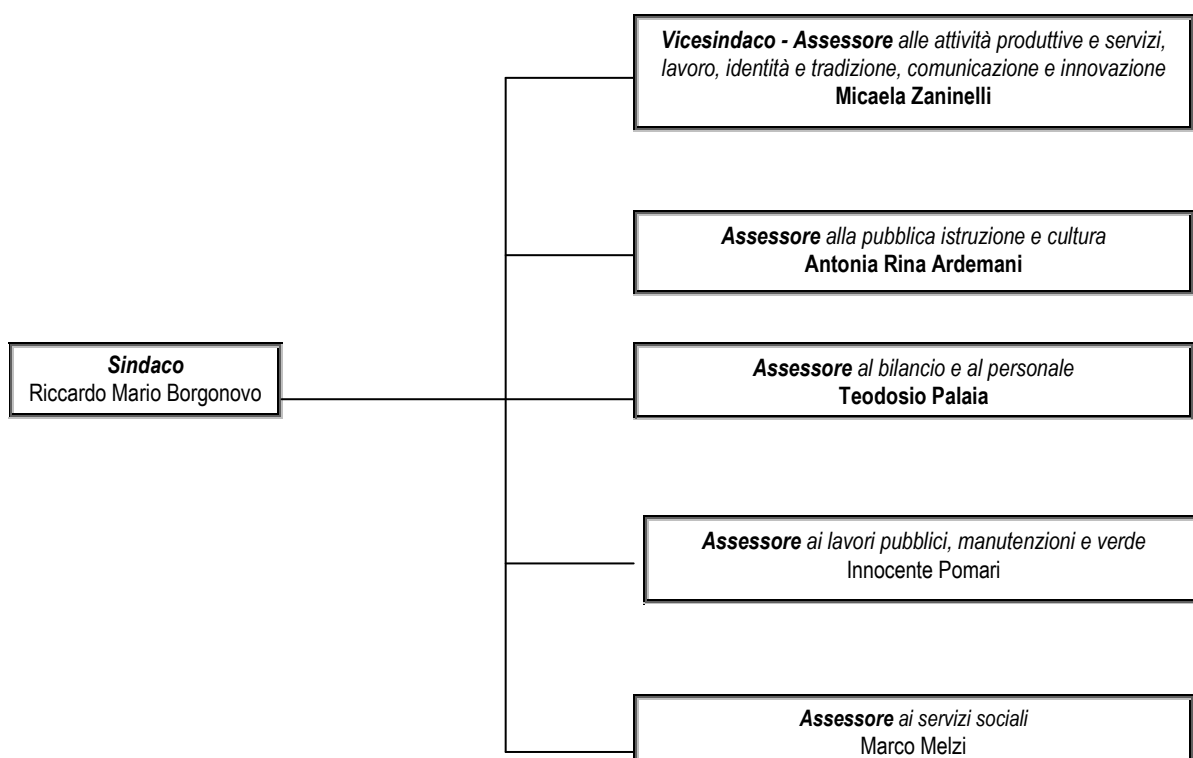 Vicesindaco - Assessore alle attività produttive e servizi,
lavoro, identità e tradizione, comunicazione e innovazione
Micaela Zaninelli
Assessore alla pubblica istruzione e cultura
Antonia Rina Ardemani
Sindaco
Riccardo Mario Borgonovo
Assessore al bilancio e al personale
Teodosio Palaia
Assessore ai lavori pubblici, manutenzioni e verde
Innocente Pomari
Assessore ai servizi sociali
Marco Melzi